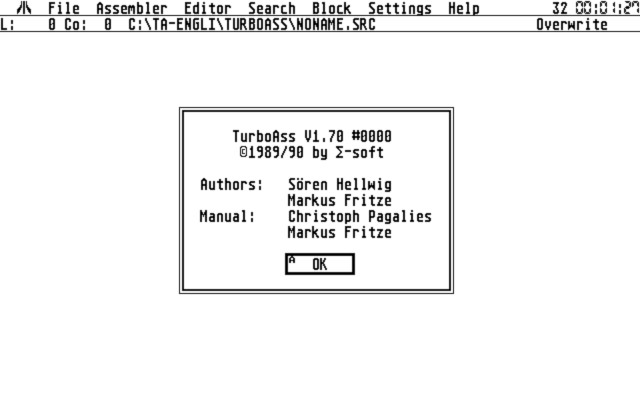 File Assembler Editor Search Block Settings Help 32 00:01:27
L: 0 Co: 0 C:\TA-ENGLI\TURBOASS\NONAME.SRC Overwrite
TurboAss V1.70 #0000
©1989/90 by Σ-soft
Authors: Sören Hellwig
Markus Fritze
Manual: Christoph Pagalies
Markus Fritze
A OK